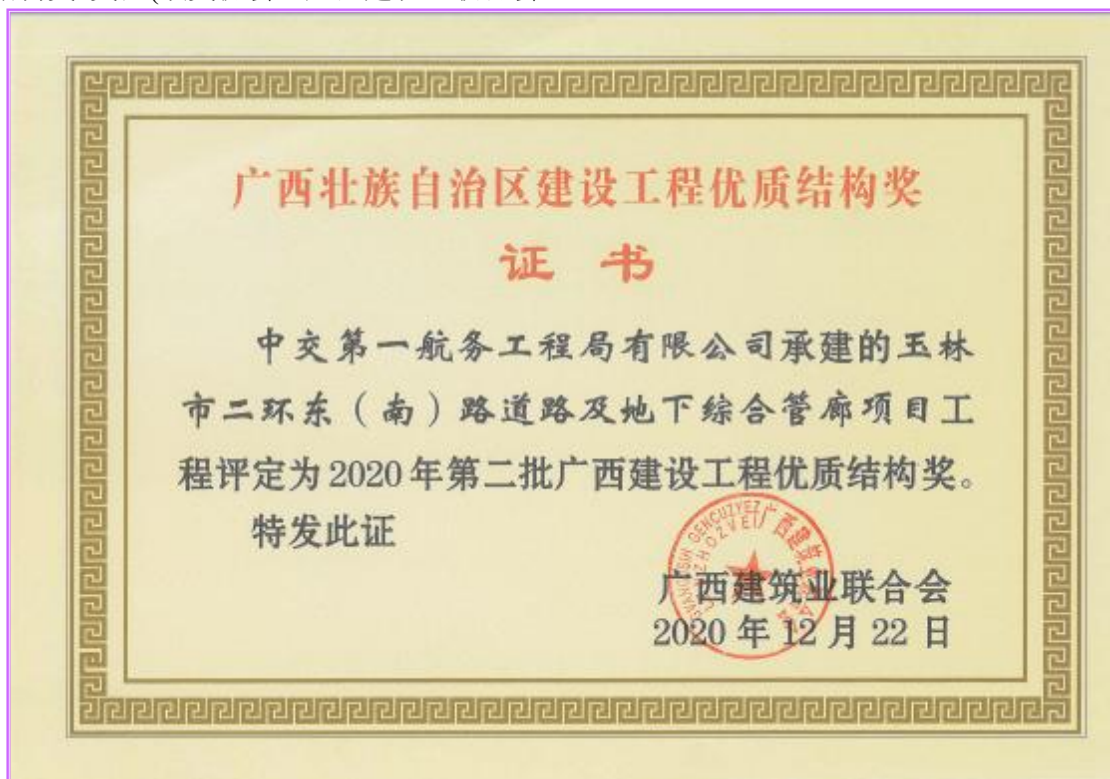 广西壮族自治区建设工程优质结构奖
证 书
中交第一航务工程局有限公司承建的玉林
市二环东（南）路道路及地下综合管廊项目工
程评定为2020年第二批广西建设工程优质结构奖。
特发此证
广西建筑业联合会
2020年12月22日